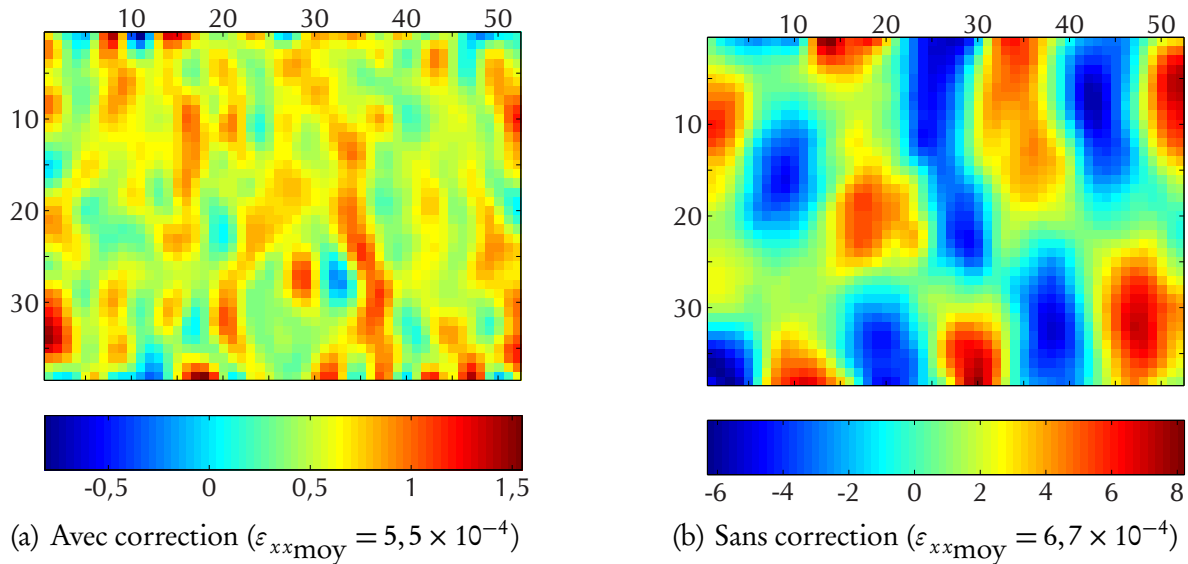 10 20 30 40 50
10
20
30
-0,5 0 0,5 1 1,5
(a) Avec correction (εxxmoy = 5,5 × 10−4)
10 20 30 40 50
10
20
30
-6 -4 -2 0 2 4 6 8
(b) Sans correction (εxxmoy = 6,7 × 10−4)